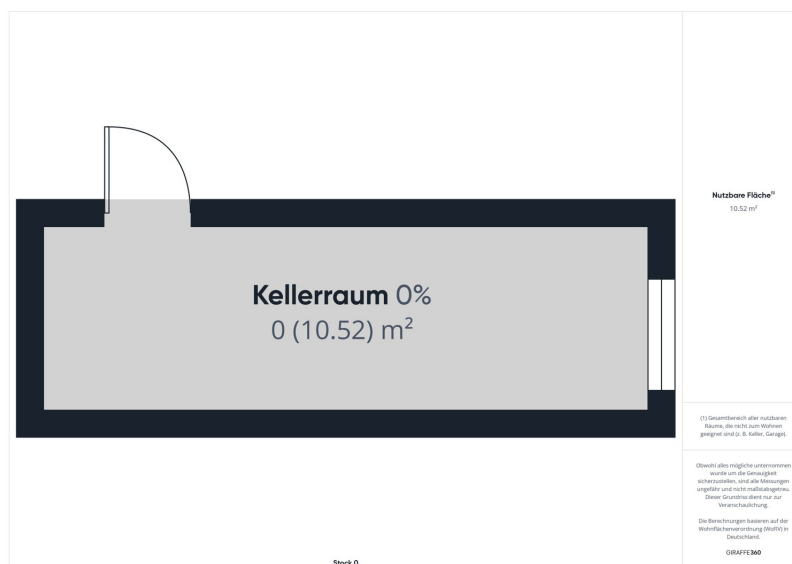 Kellerraum 0%
0 (10.52) m²
Stock 0
Nutzbare Fläche⁽¹⁾
10.52 m²
(1) Gesamtbereich aller nutzbaren
Räume, die nicht zum Wohnen
geeignet sind (z. B. Keller, Garage).
Obwohl alles mögliche unternommen
wurde um die Genauigkeit
sicherzustellen, sind alle Messungen
ungefähr und nicht maßstabsgetreu.
Dieser Grundriss dient nur zur
Veranschaulichung.
Die Berechnungen basieren auf der
Wohnflächenverordnung (WoFlV) in
Deutschland.
GIRAFFE360